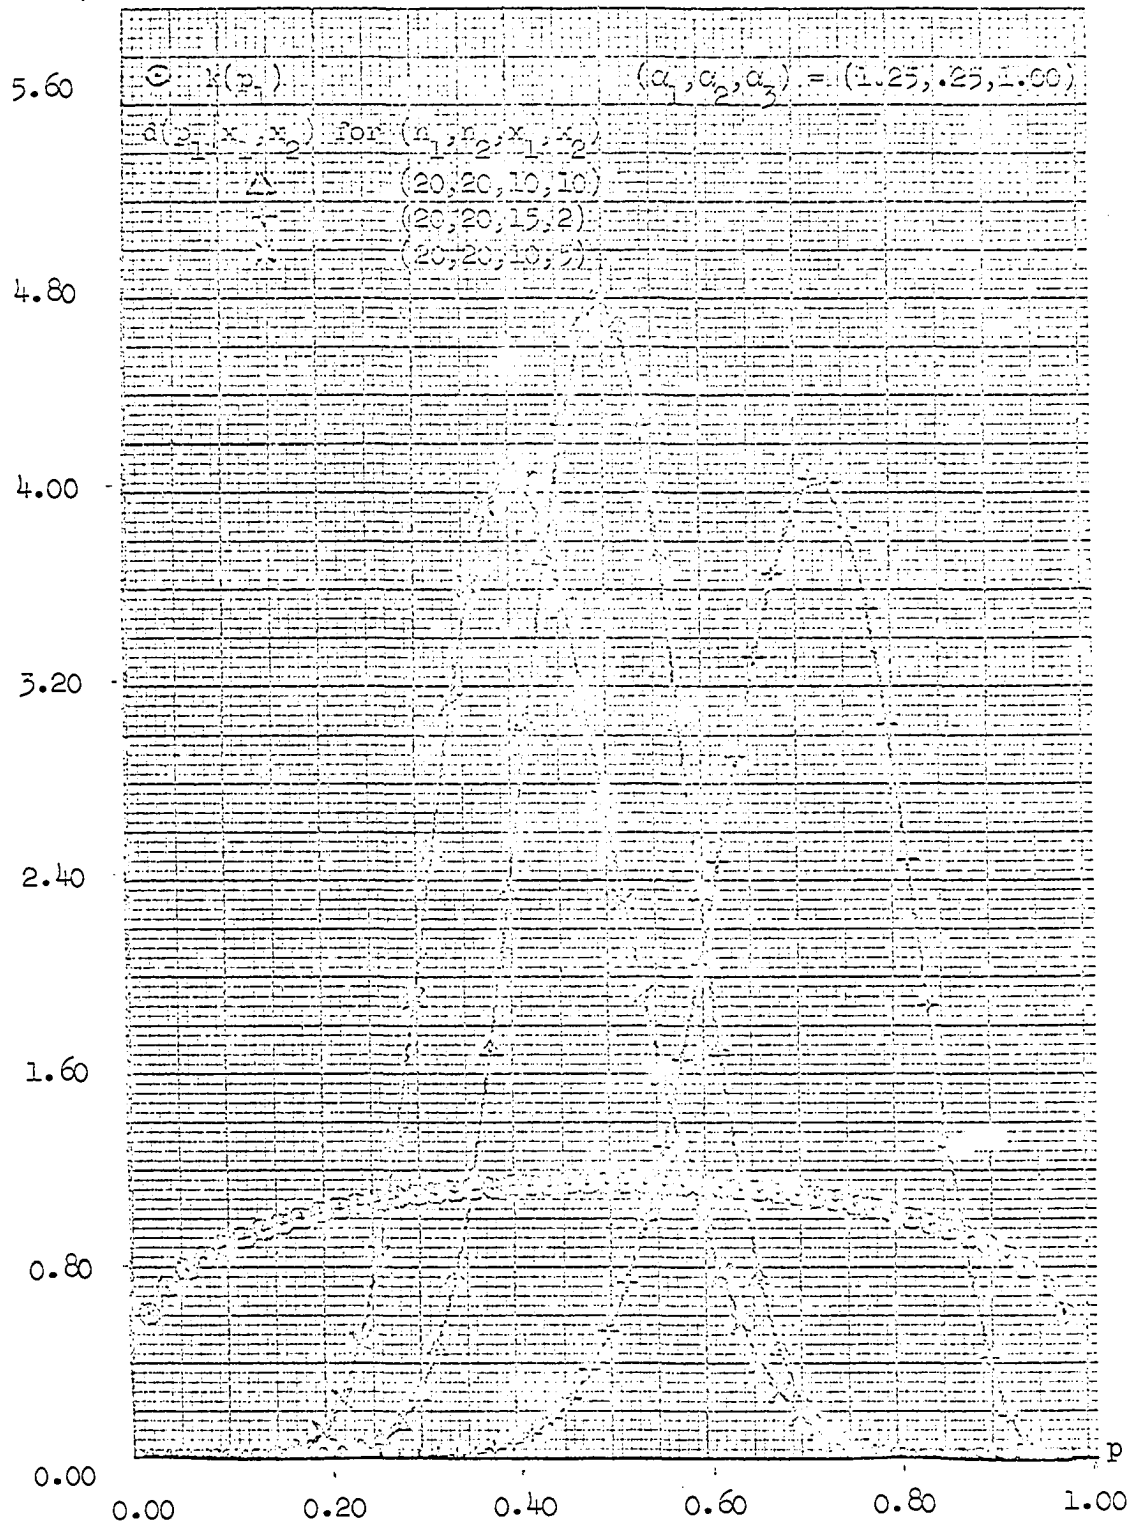 5.60
⊙ k(p₁) (α₁,α₂,α₃) = (1.25,.25,1.00)
d(p₁|x₁,x₂) for (n₁,n₂,x₁,x₂)
△ (20,20,10,10)
(20,20,15,2)
(20,20,10,5)
4.80
4.00
3.20
2.40
1.60
0.80
0.00
p
0.00 0.20 0.40 0.60 0.80 1.00